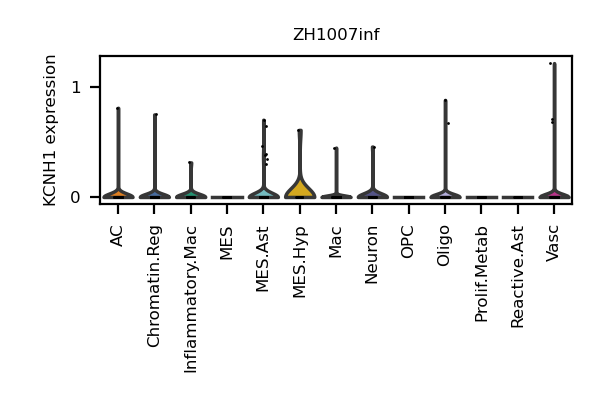 ZH1007inf
KCNH1 expression
1
0
AC
Chromatin.Reg
Inflammatory.Mac
MES
MES.Ast
MES.Hyp
Mac
Neuron
OPC
Oligo
Prolif.Metab
Reactive.Ast
Vasc